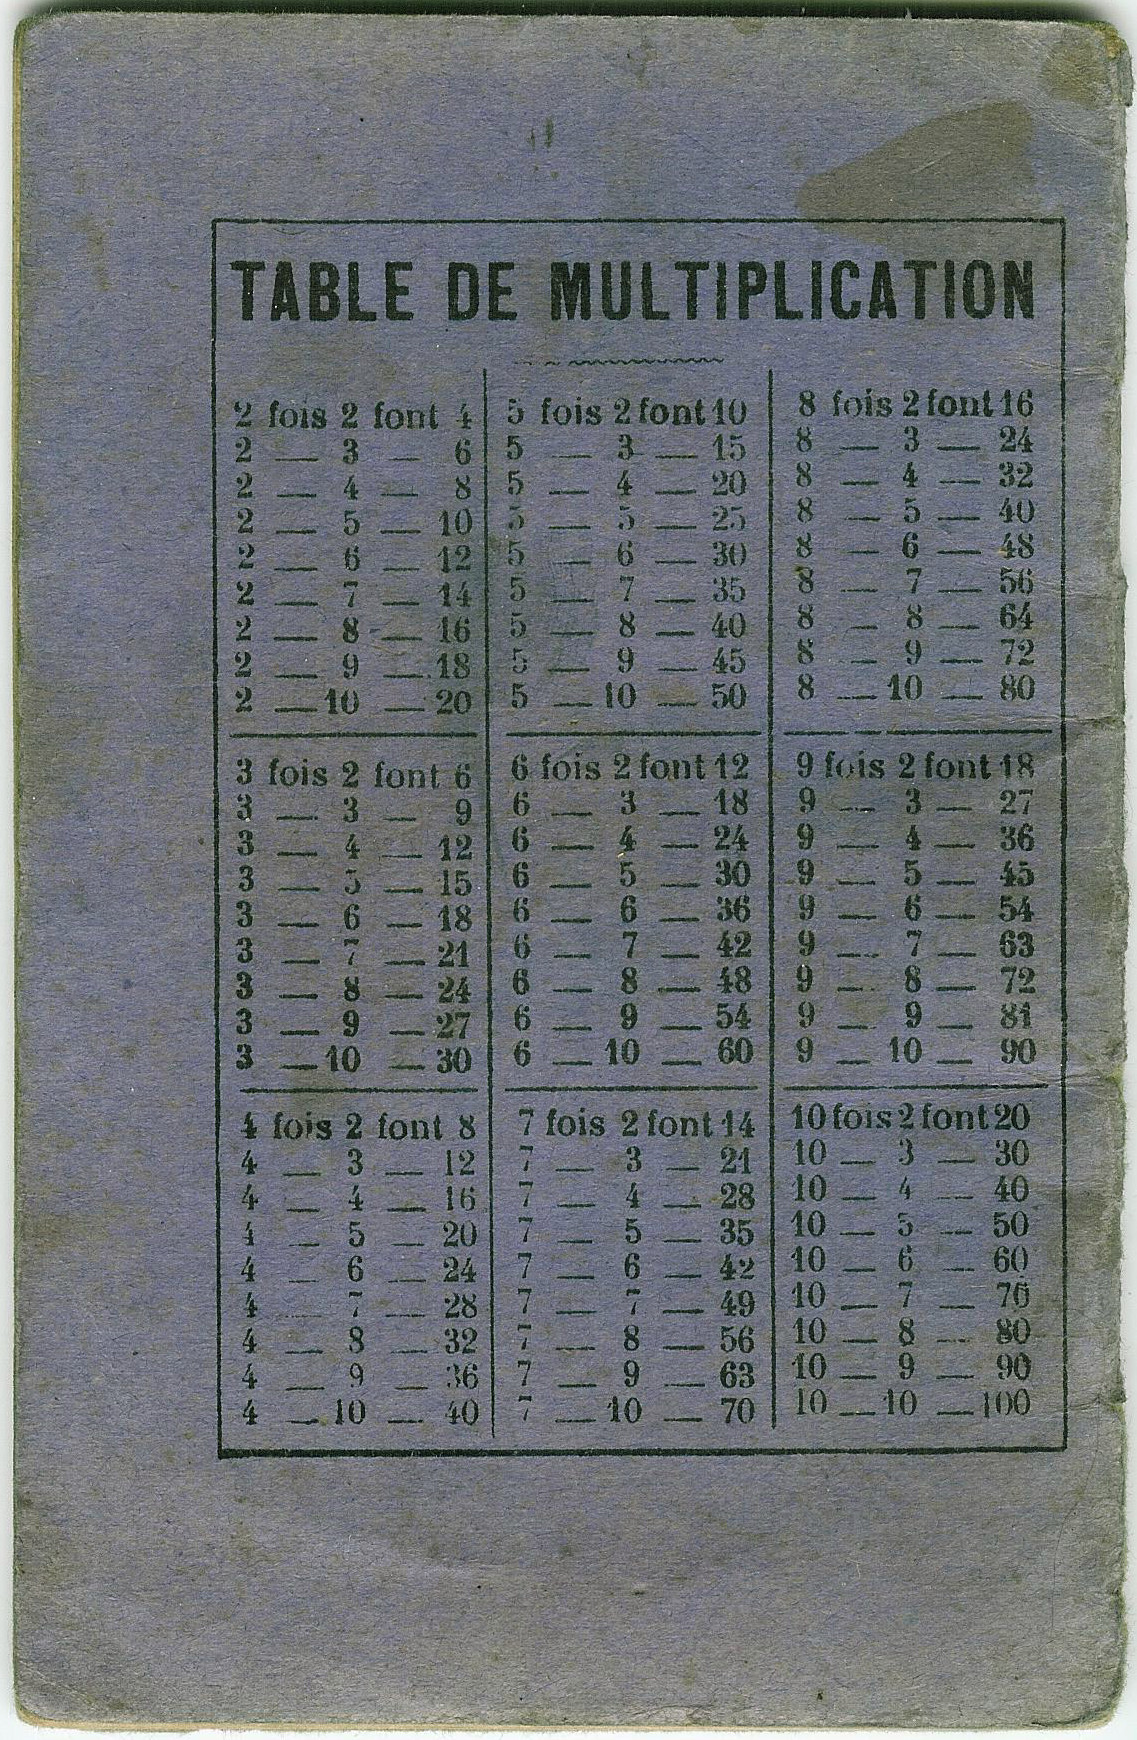 TABLE DE MULTIPLICATION
2 fois 2 font 4
2 — 3 — 6
2 — 4 — 8
2 — 5 — 10
2 — 6 — 12
2 — 7 — 14
2 — 8 — 16
2 — 9 — 18
2 — 10 — 20
3 fois 2 font 6
3 — 3 — 9
3 — 4 — 12
3 — 5 — 15
3 — 6 — 18
3 — 7 — 21
3 — 8 — 24
3 — 9 — 27
3 — 10 — 30
4 fois 2 font 8
4 — 3 — 12
4 — 4 — 16
4 — 5 — 20
4 — 6 — 24
4 — 7 — 28
4 — 8 — 32
4 — 9 — 36
4 — 10 — 40
5 fois 2 font 10
5 — 3 — 15
5 — 4 — 20
5 — 5 — 25
5 — 6 — 30
5 — 7 — 35
5 — 8 — 40
5 — 9 — 45
5 — 10 — 50
6 fois 2 font 12
6 — 3 — 18
6 — 4 — 24
6 — 5 — 30
6 — 6 — 36
6 — 7 — 42
6 — 8 — 48
6 — 9 — 54
6 — 10 — 60
7 fois 2 font 14
7 — 3 — 21
7 — 4 — 28
7 — 5 — 35
7 — 6 — 42
7 — 7 — 49
7 — 8 — 56
7 — 9 — 63
7 — 10 — 70
8 fois 2 font 16
8 — 3 — 24
8 — 4 — 32
8 — 5 — 40
8 — 6 — 48
8 — 7 — 56
8 — 8 — 64
8 — 9 — 72
8 — 10 — 80
9 fois 2 font 18
9 — 3 — 27
9 — 4 — 36
9 — 5 — 45
9 — 6 — 54
9 — 7 — 63
9 — 8 — 72
9 — 9 — 81
9 — 10 — 90
10 fois 2 font 20
10 — 3 — 30
10 — 4 — 40
10 — 5 — 50
10 — 6 — 60
10 — 7 — 70
10 — 8 — 80
10 — 9 — 90
10 — 10 — 100